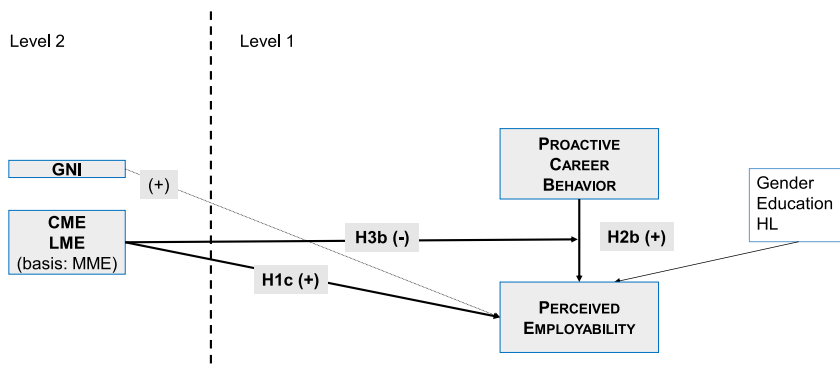 Level 2
Level 1
PROACTIVE
CAREER
BEHAVIOR
GNI
(+)
Gender
Education
HL
CME
LME
(basis: MME)
H3b (-)
H2b (+)
H1c (+)
PERCEIVED
EMPLOYABILITY